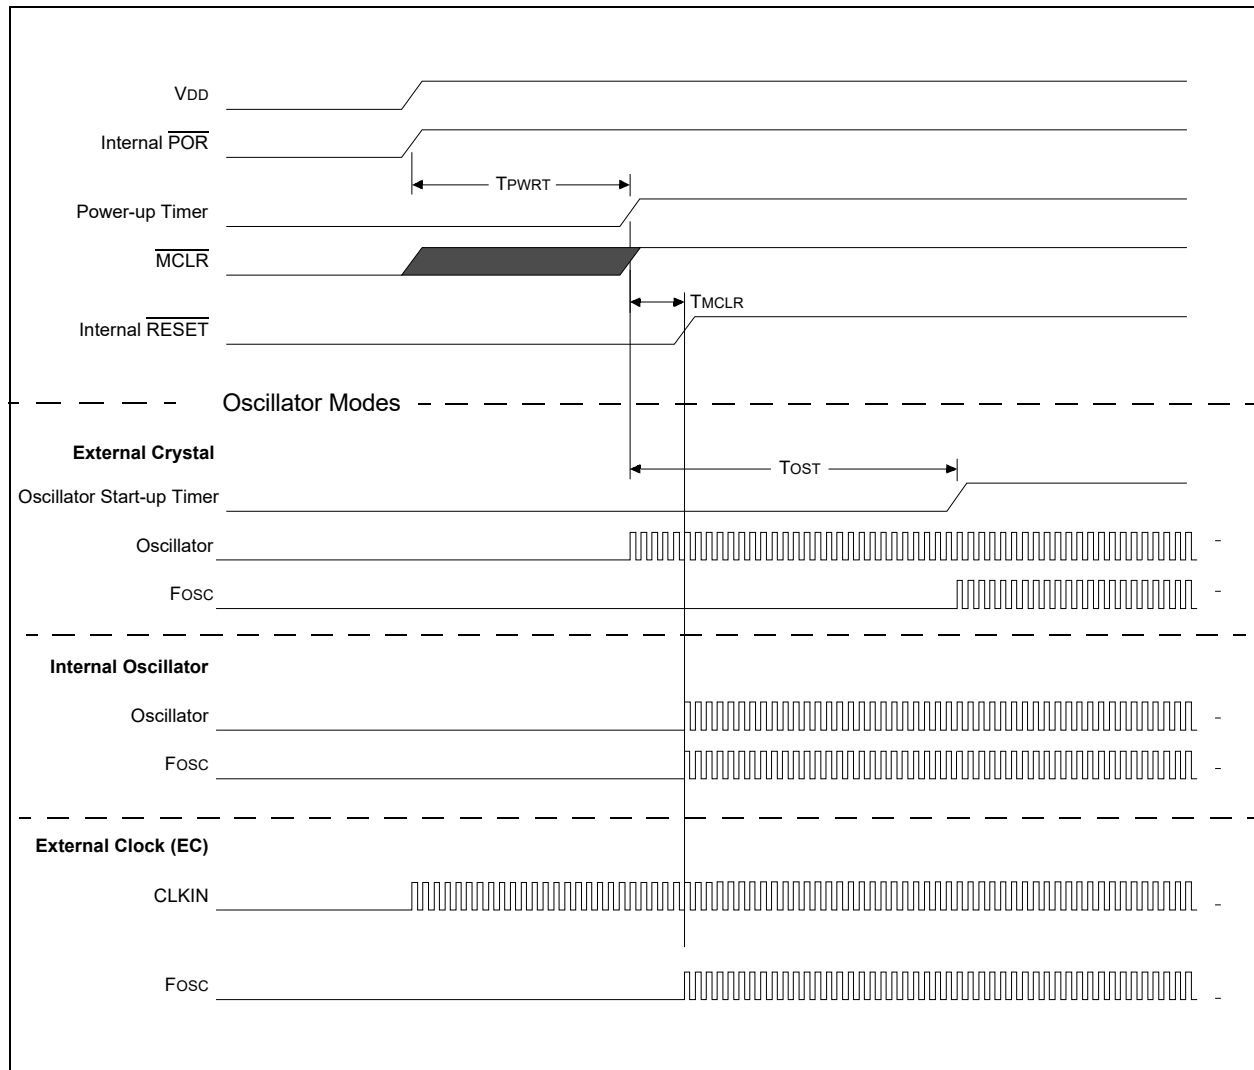 VDD
Internal POR
TPWRT
Power-up Timer
MCLR
TMCLR
Internal RESET
Oscillator Modes
External Crystal
TOST
Oscillator Start-up Timer
Oscillator
FOSC
Internal Oscillator
Oscillator
FOSC
External Clock (EC)
CLKIN
FOSC